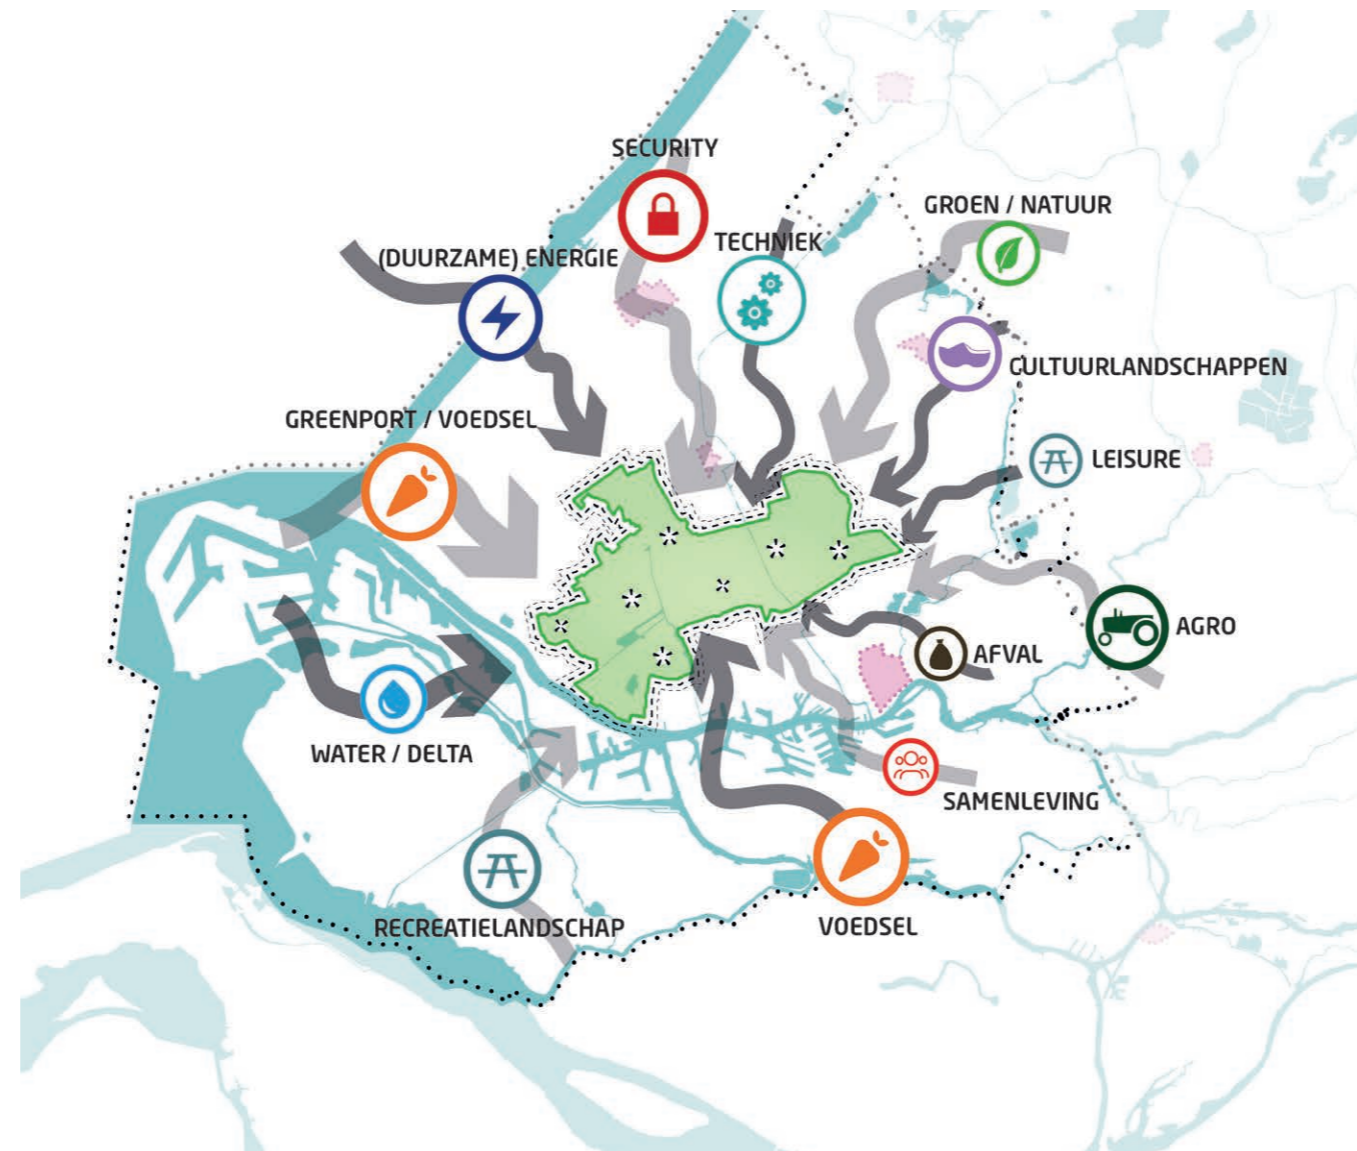 SECURITY
GROEN / NATUUR
TECHNIEK
(DUURZAME) ENERGIE
CULTUURLANDSCHAPPEN
GREENPORT / VOEDSEL
LEISURE
AGRO
AFVAL
WATER / DELTA
SAMENLEVING
RECREATIELANDSCHAP
VOEDSEL